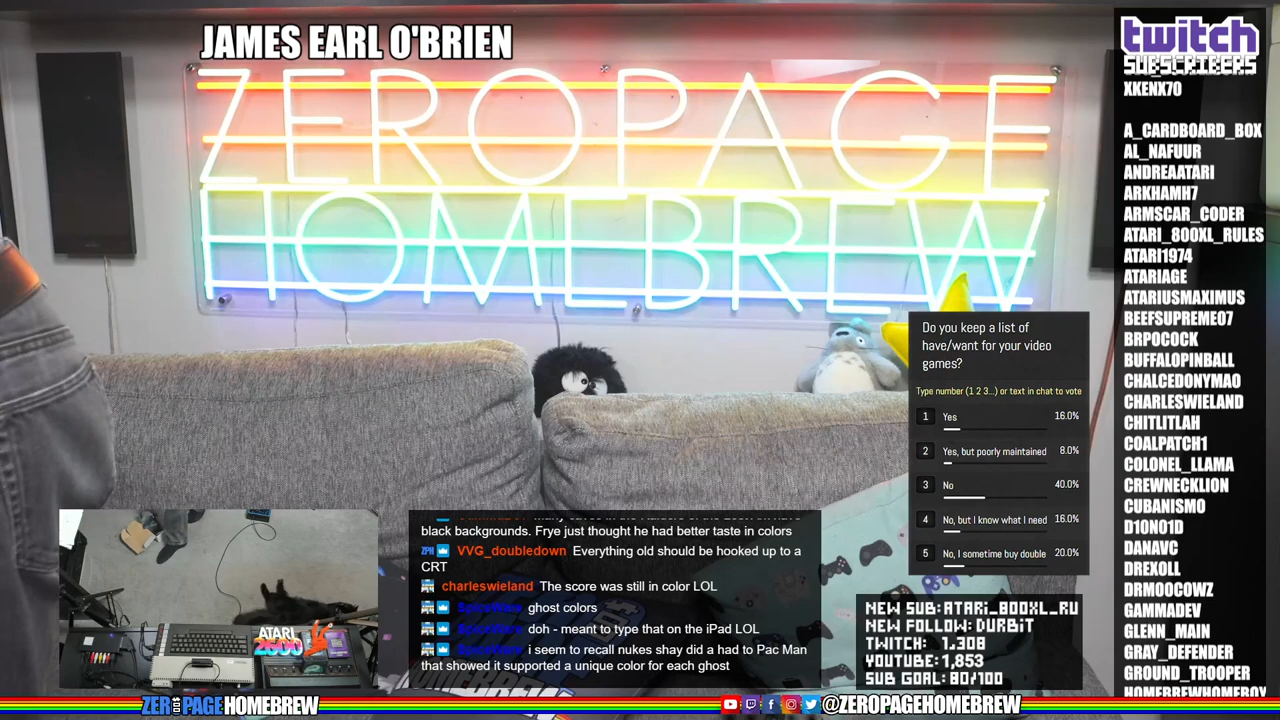 JAMES EARL O'BRIEN
ZEROPAGE
HOMEBREW
twitch
SUBSCRIBERS
XKENX70
A_CARDBOARD_BOX
AL_NAFUUR
ANDREAATARI
ARKHAMH7
ARMSCAR_CODER
ATARI_800XL_RULES
ATARI1974
ATARIAGE
ATARIUSMAXIMUS
BEEFSUPREME07
BRPOCOCK
BUFFALOPINBALL
CHALCEDONYMAO
CHARLESWIELAND
CHITLITLAH
COALPATCH1
COLONEL_LLAMA
CREWNECKLION
CUBANISMO
D10N01D
DANAVC
DREXOLL
DRMOOCOWZ
GAMMADEV
GLENN_MAIN
GRAY_DEFENDER
GROUND_TROOPER
HOMEBREWHOMEBOY
Do you keep a list of
have/want for your video
games?
Type number (1 2 3...) or text in chat to vote
1 Yes 16.0%
2 Yes, but poorly maintained 8.0%
3 No 40.0%
4 No, but I know what I need 16.0%
5 No, I sometime buy double 20.0%
black backgrounds. Frye just thought he had better taste in colors
ZPH VVG_doubledown Everything old should be hooked up to a
CRT
charleswieland The score was still in color LOL
SpiceWare ghost colors
SpiceWare doh - meant to type that on the iPad LOL
SpiceWare i seem to recall nukes shay did a had to Pac Man
that showed it supported a unique color for each ghost
ATARI
2600
NEW SUB: ATARI_800XL_RU
NEW FOLLOW: DURBIT
TWITCH: 1,308
YOUTUBE: 1,853
SUB GOAL: 80/100
ZEROPAGEHOMEBREW
@ZEROPAGEHOMEBREW